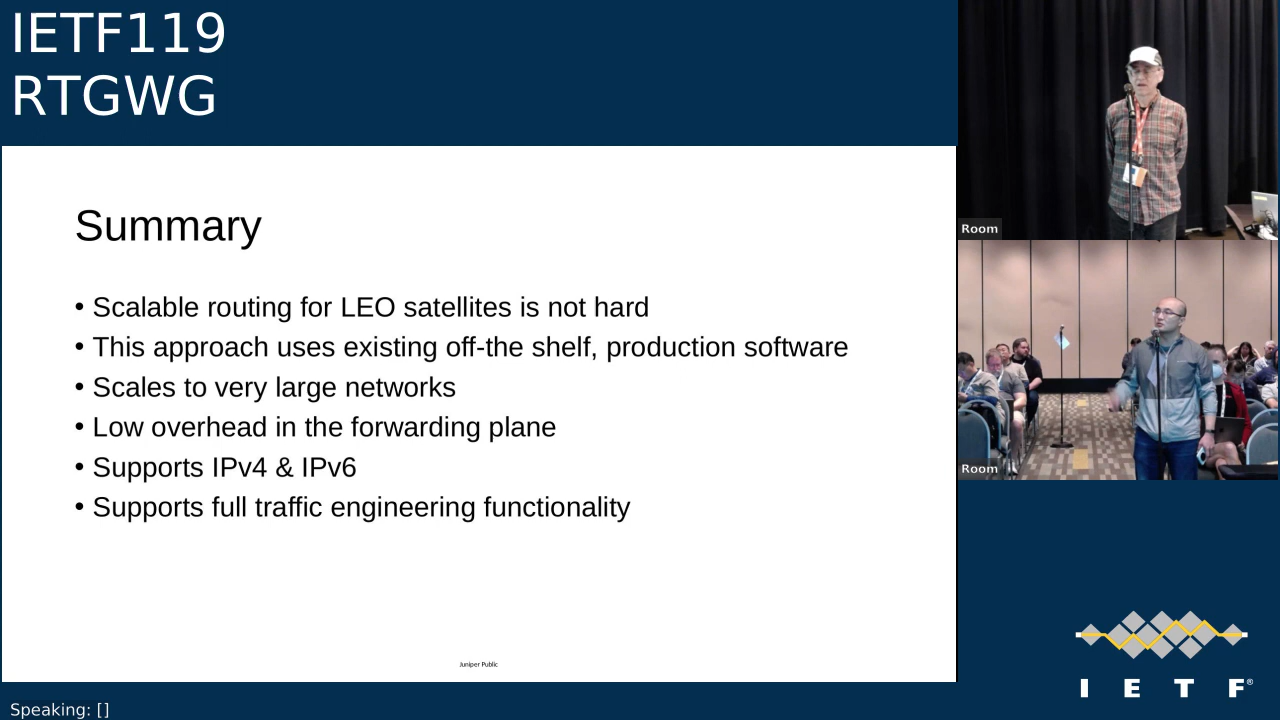 IETF119
RTGWG
Summary
• Scalable routing for LEO satellites is not hard
• This approach uses existing off-the shelf, production software
• Scales to very large networks
• Low overhead in the forwarding plane
• Supports IPv4 & IPv6
• Supports full traffic engineering functionality
Juniper Public
Room
Room
I E T F®
Speaking: []